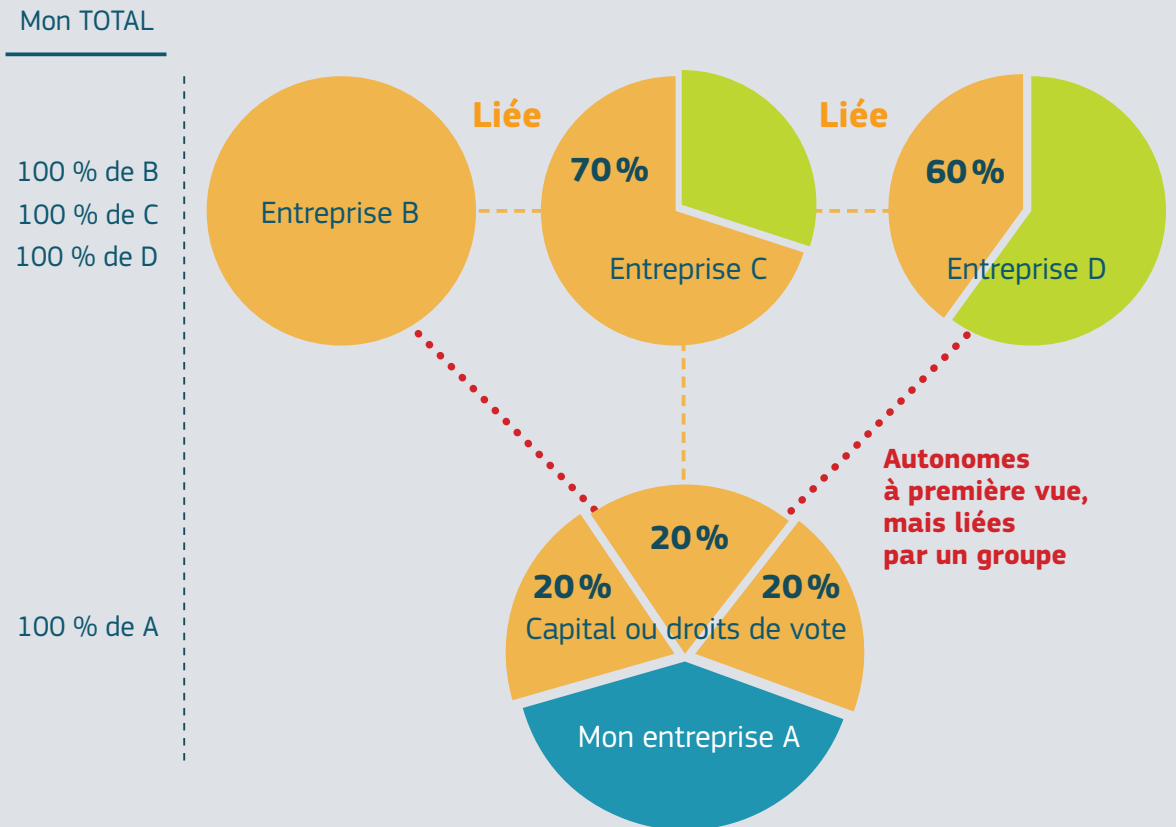 Mon TOTAL
100 % de B
100 % de C
100 % de D
Entreprise B
Liée
70 %
Entreprise C
Liée
60 %
Entreprise D
Autonomes
à première vue,
mais liées
par un groupe
20 %
20 %
20 %
Capital ou droits de vote
100 % de A
Mon entreprise A